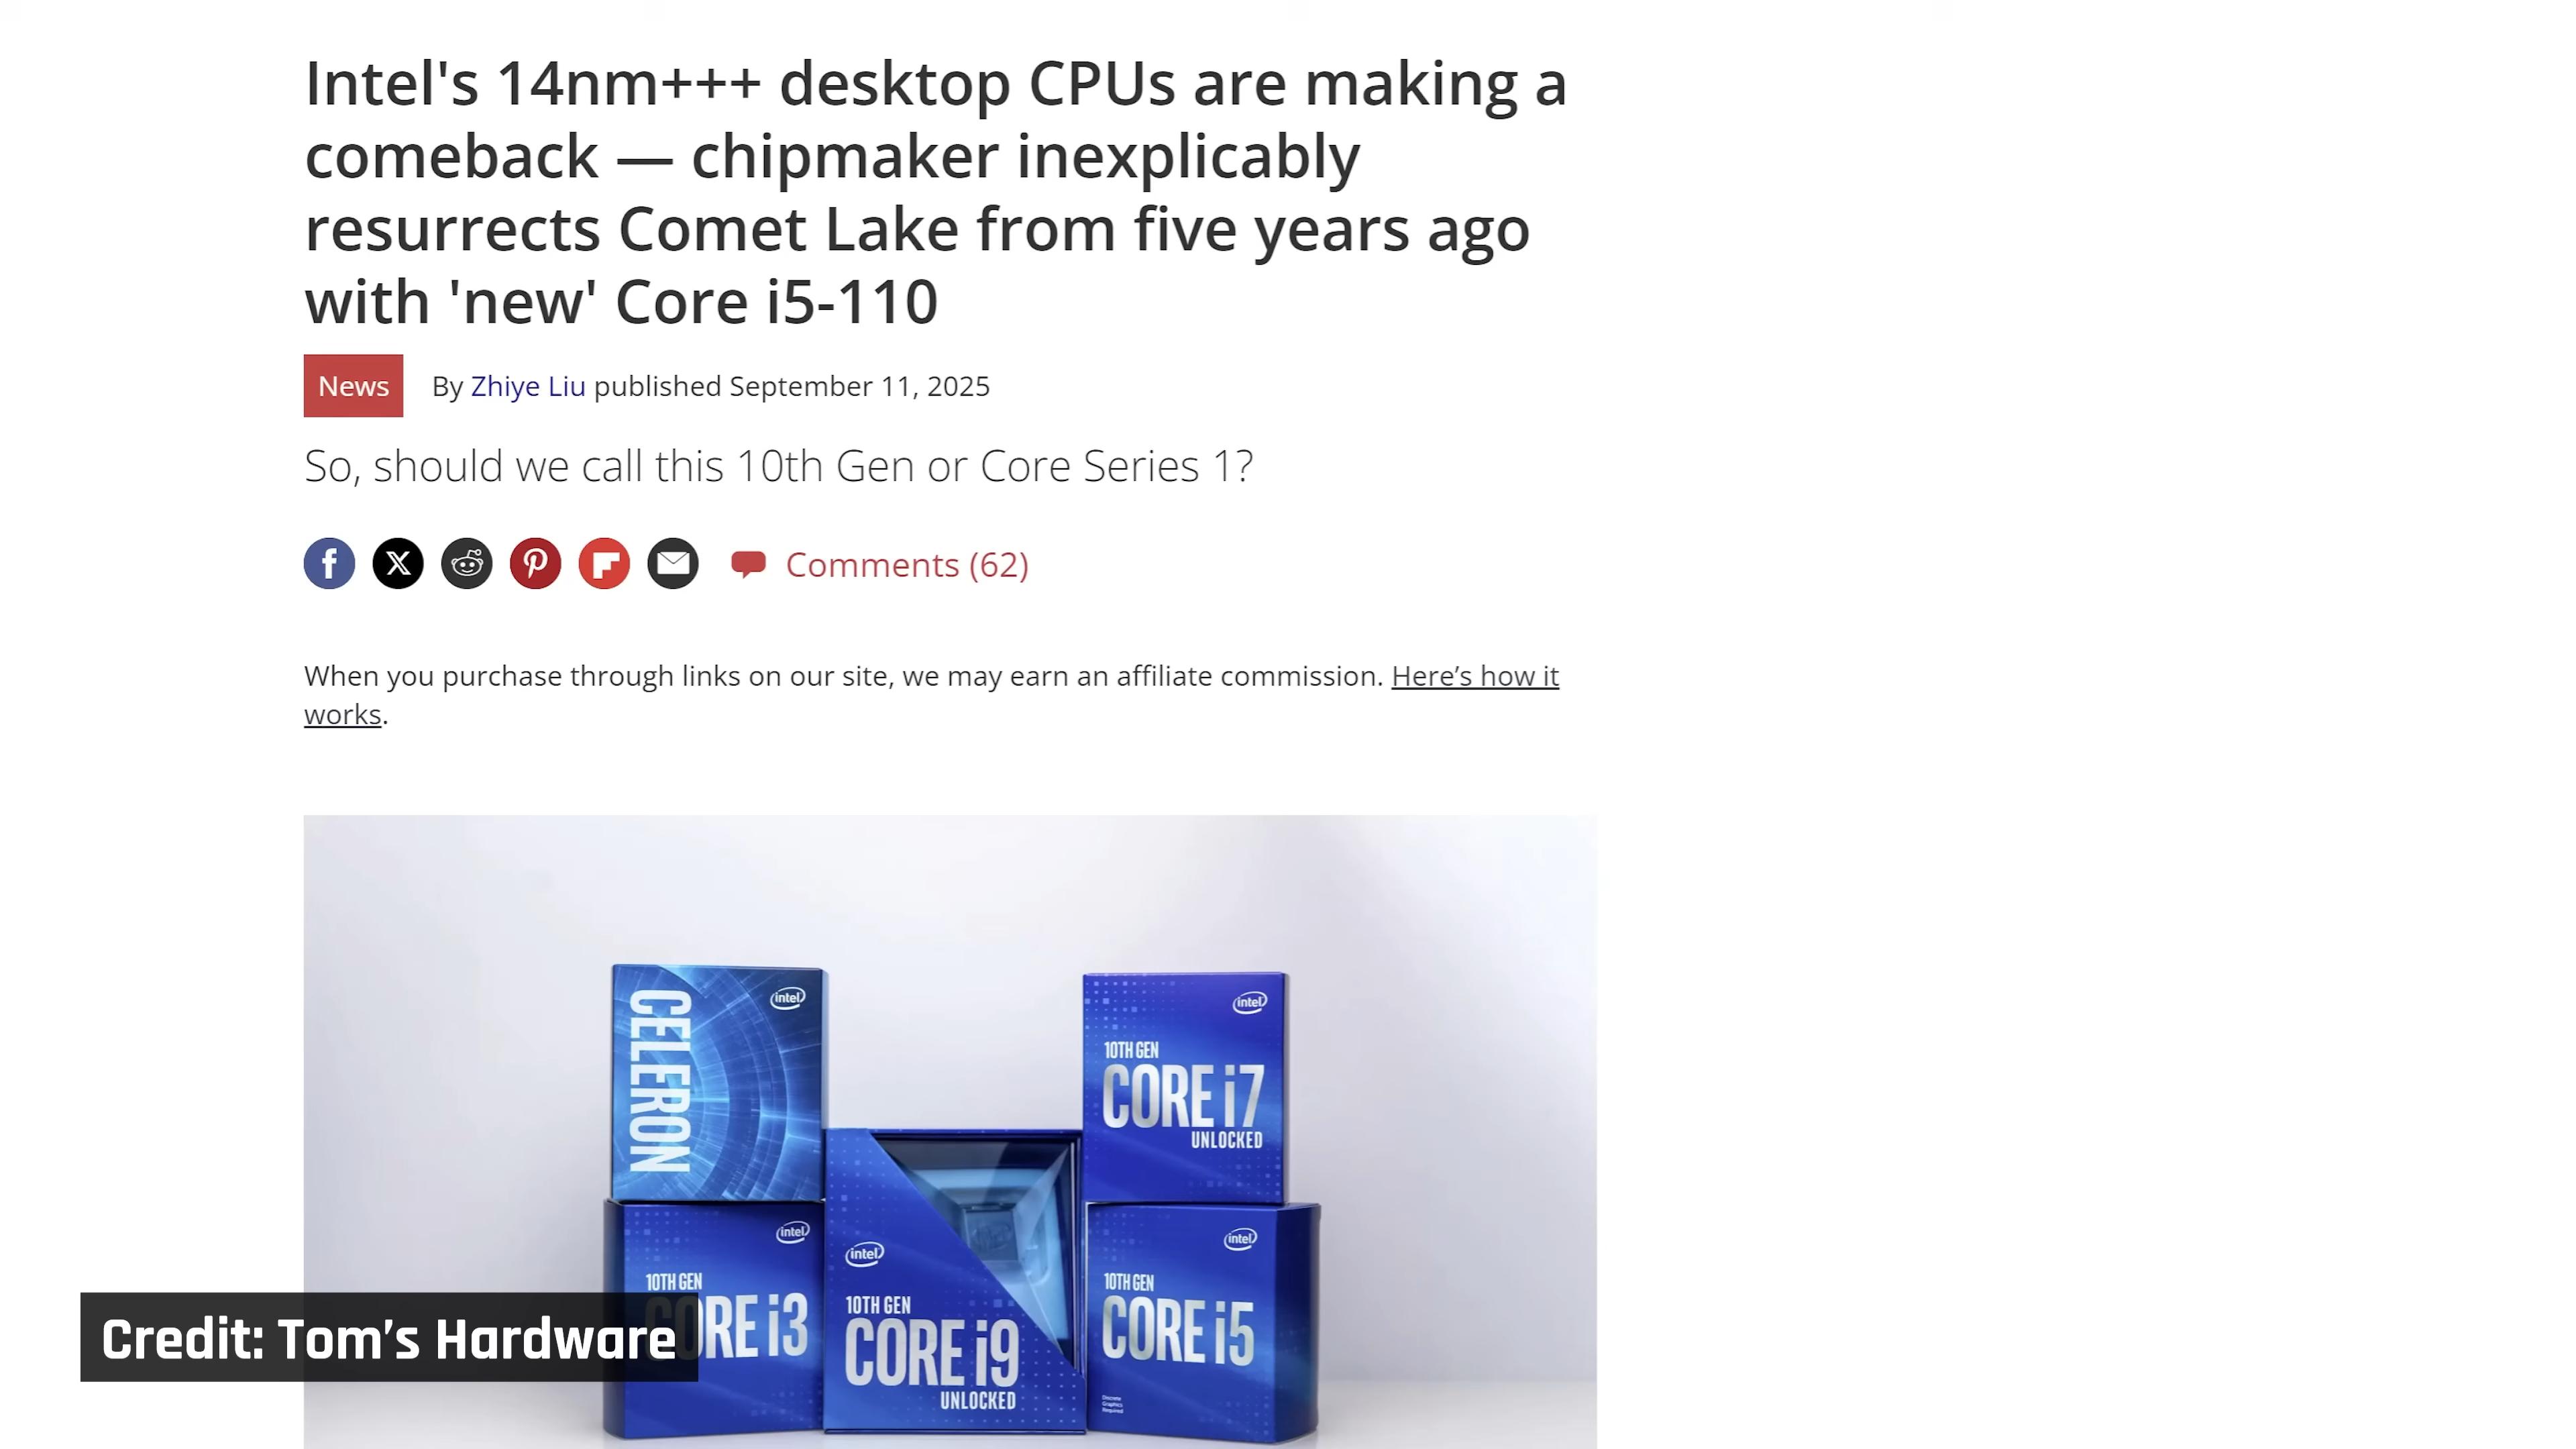 Intel's 14nm+++ desktop CPUs are making a
comeback — chipmaker inexplicably
resurrects Comet Lake from five years ago
with 'new' Core i5-110
News
By Zhiye Liu published September 11, 2025
So, should we call this 10th Gen or Core Series 1?
Comments (62)
When you purchase through links on our site, we may earn an affiliate commission. Here's how it
works.
CELERON
intel
intel
10TH GEN
CORE i7
UNLOCKED
intel
10TH GEN
CORE i3
intel
10TH GEN
CORE i9
UNLOCKED
intel
10TH GEN
CORE i5
Discrete
Graphics
Required
Credit: Tom's Hardware